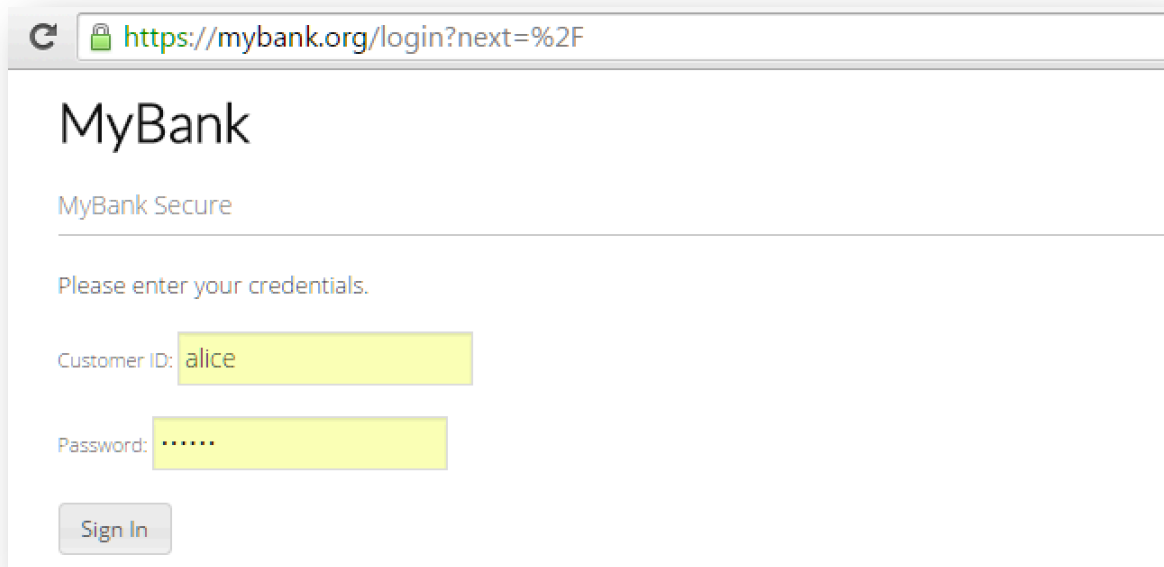 https://mybank.org/login?next=%2F
MyBank
MyBank Secure
Please enter your credentials.
Customer ID: alice
Password: ······
Sign In